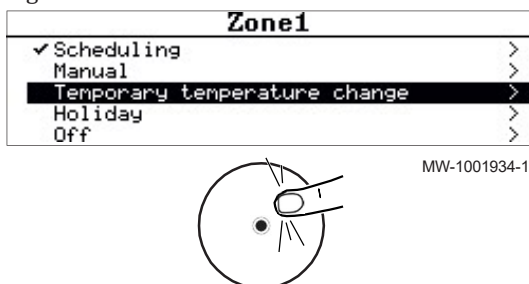 Zone1
✓ Scheduling >
Manual >
Temporary temperature change >
Holiday >
Off >
MW-1001934-1